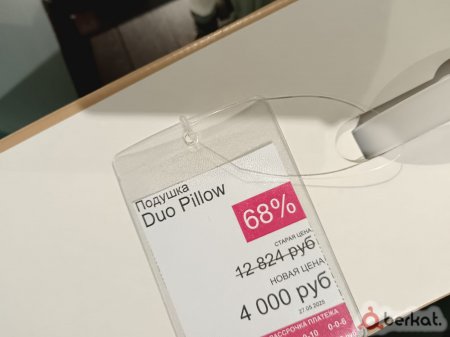 Подушка
Duo Pillow
68%
СТАРАЯ ЦЕНА
12 824 руб
НОВАЯ ЦЕНА
4 000 руб
27.05.2025
РАССРОЧКА ПЛАТЕЖА
0-0-6
berkat.